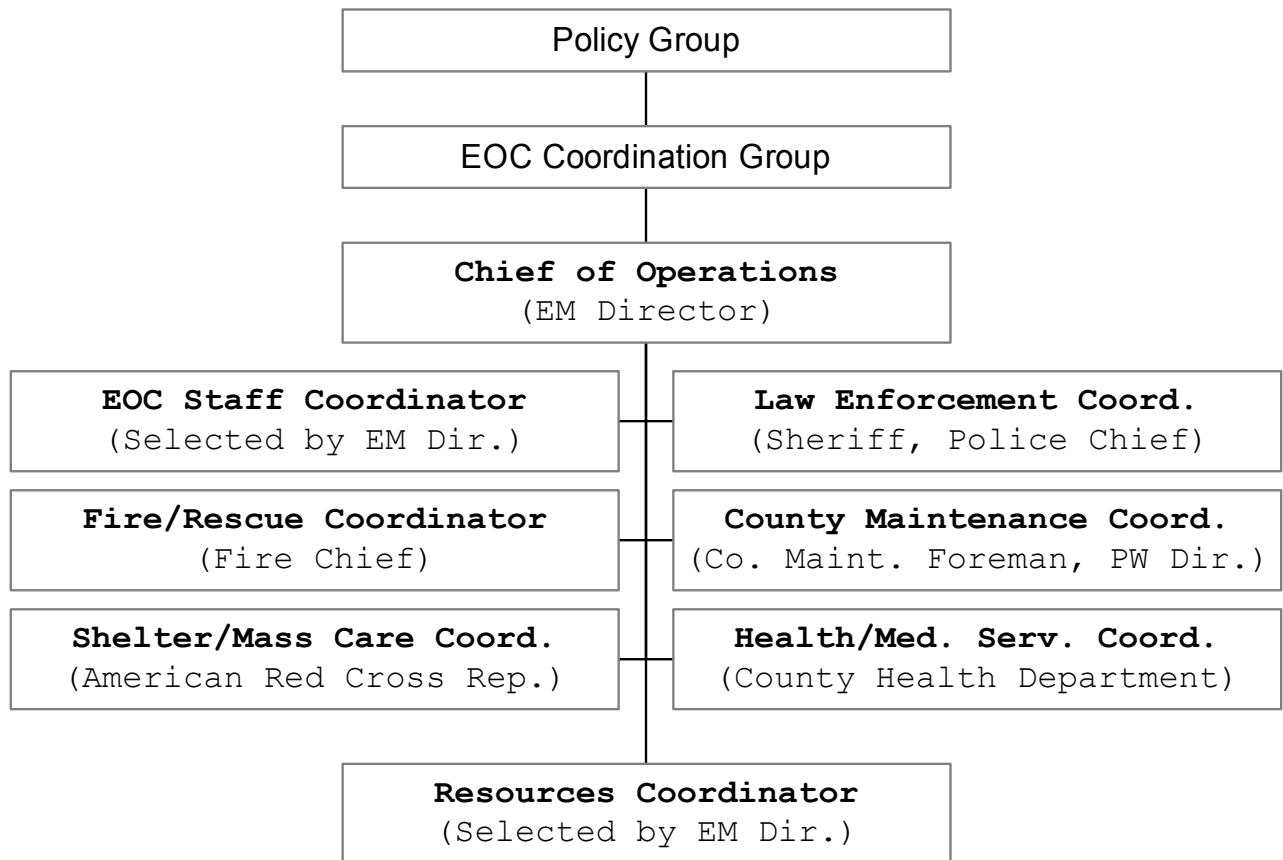 Policy Group
EOC Coordination Group
Chief of Operations
(EM Director)
EOC Staff Coordinator
(Selected by EM Dir.)
Law Enforcement Coord.
(Sheriff, Police Chief)
Fire/Rescue Coordinator
(Fire Chief)
County Maintenance Coord.
(Co. Maint. Foreman, PW Dir.)
Shelter/Mass Care Coord.
(American Red Cross Rep.)
Health/Med. Serv. Coord.
(County Health Department)
Resources Coordinator
(Selected by EM Dir.)